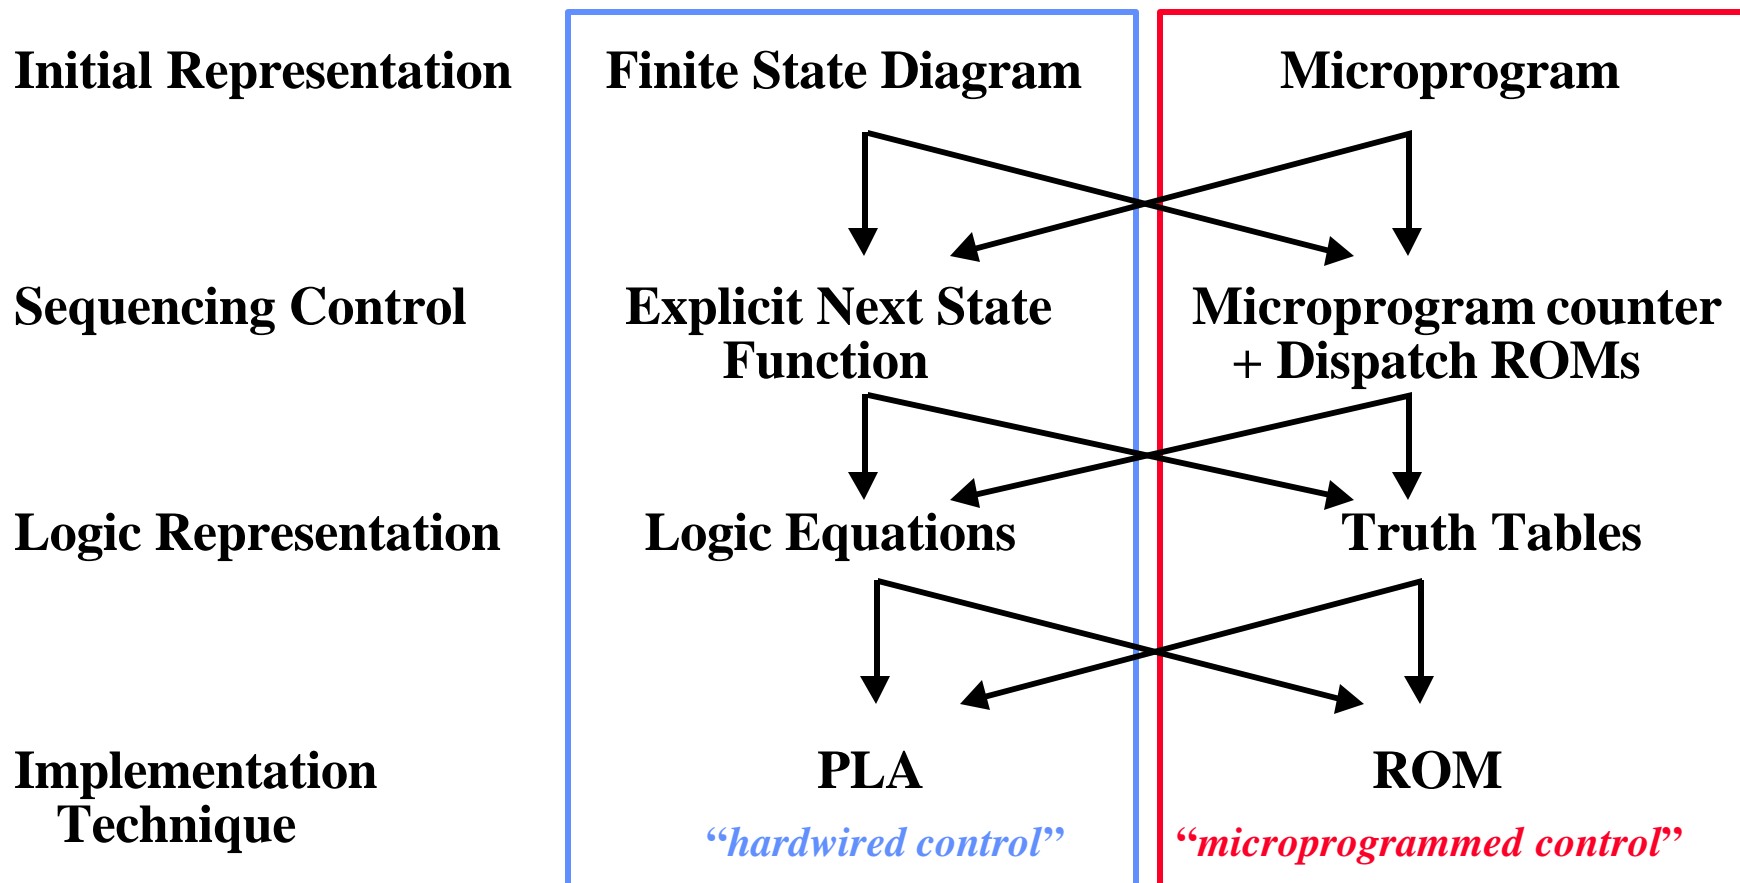 Initial Representation
Finite State Diagram
Microprogram
Sequencing Control
Explicit Next State
Function
Microprogram counter
+ Dispatch ROMs
Logic Representation
Logic Equations
Truth Tables
Implementation
Technique
PLA
ROM
“hardwired control”
“microprogrammed control”